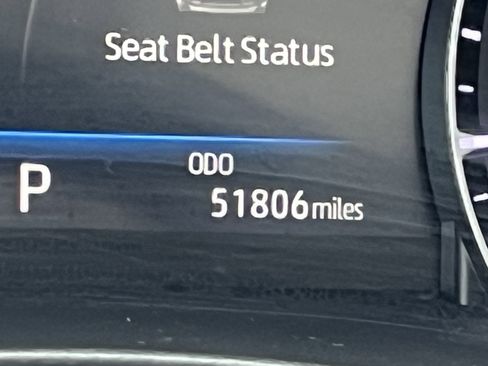 Seat Belt Status
ODO
P
51806 miles